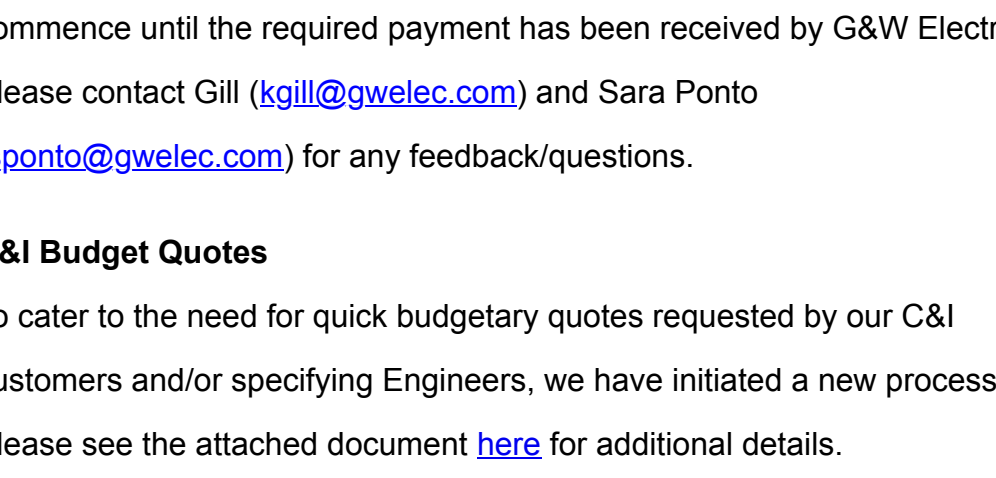 ommence until the required payment has been received by G&W Electr
lease contact Gill (kgill@gwelec.com) and Sara Ponto
ponto@gwelec.com) for any feedback/questions.
&I Budget Quotes
o cater to the need for quick budgetary quotes requested by our C&I
ustomers and/or specifying Engineers, we have initiated a new process
lease see the attached document here for additional details.